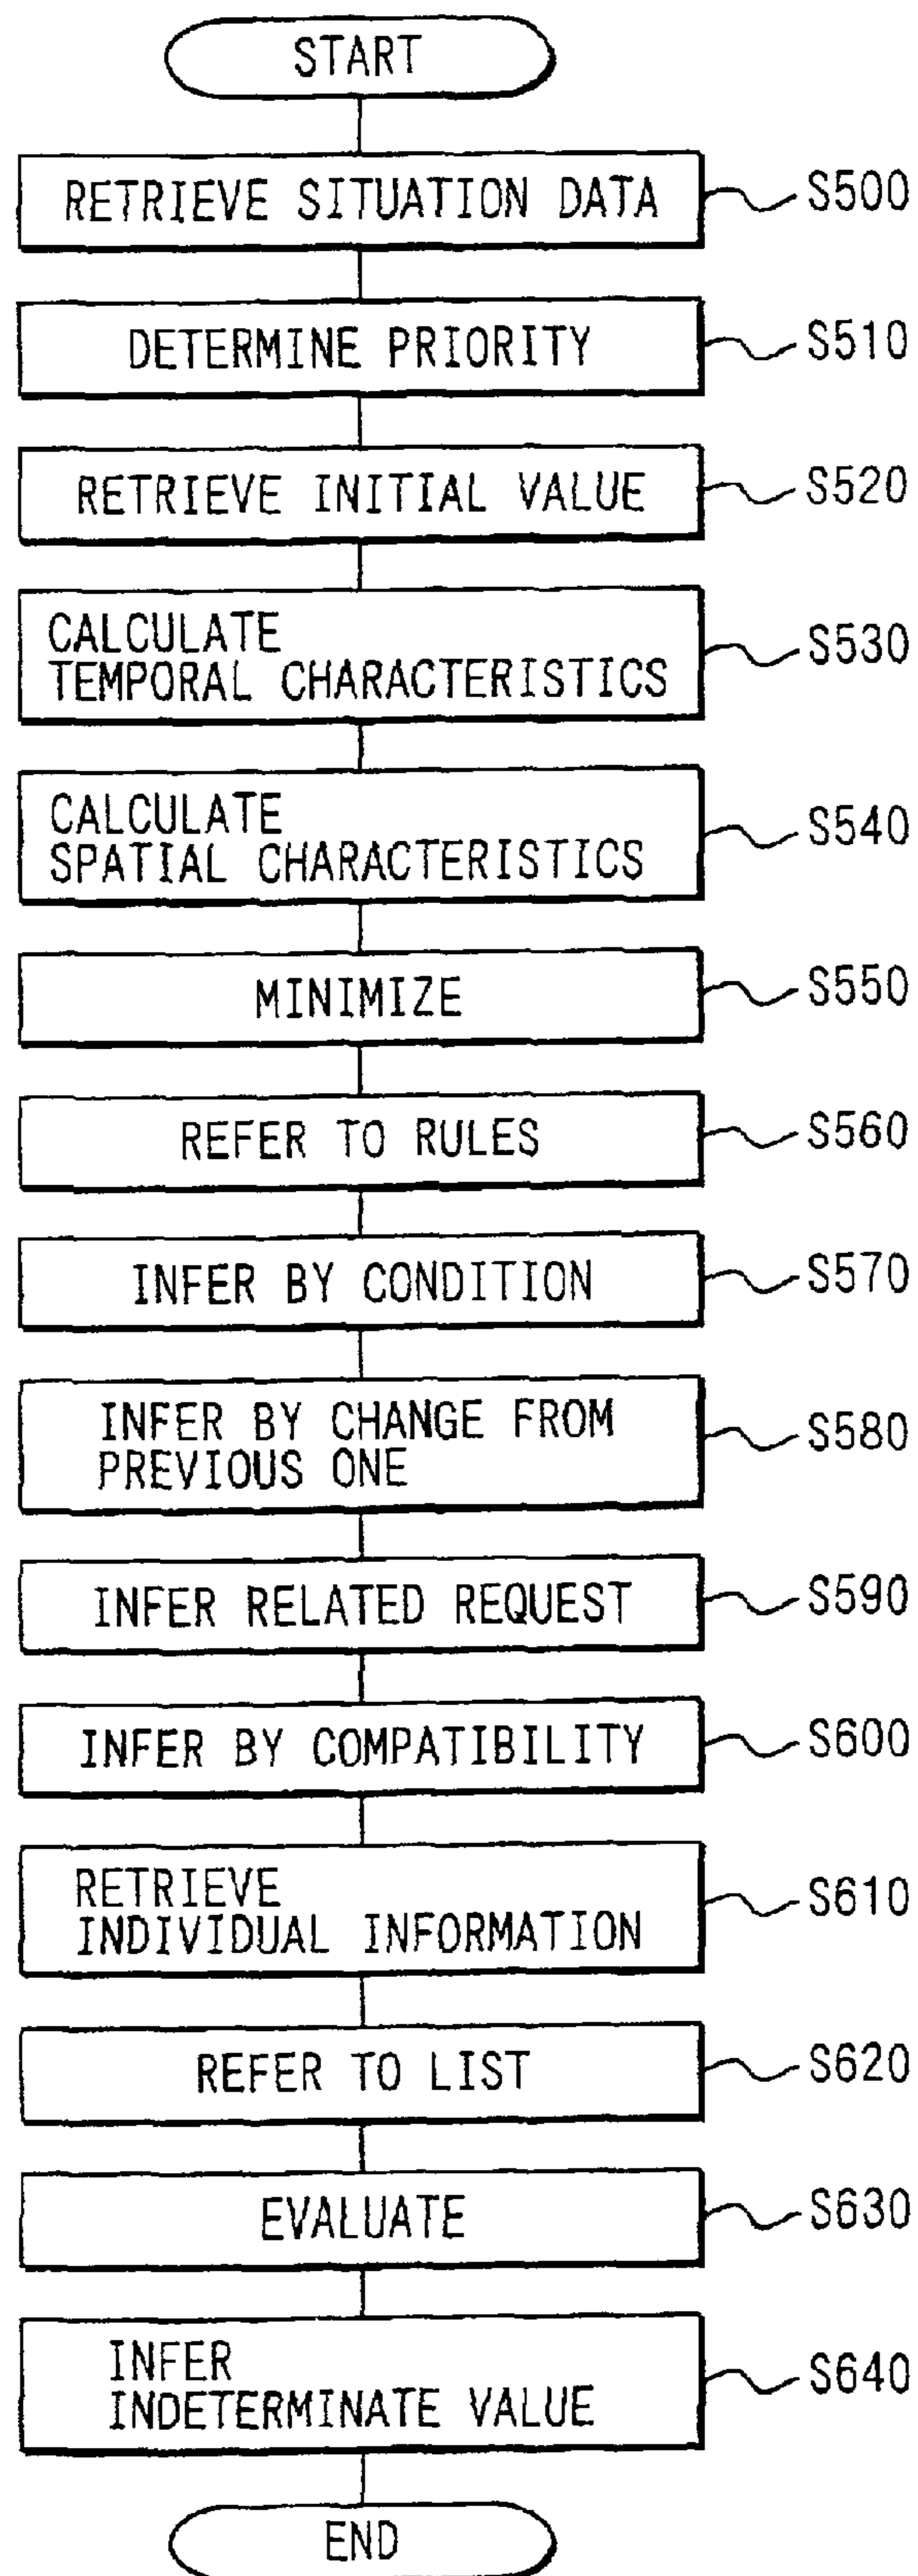 START
RETRIEVE SITUATION DATA S500
DETERMINE PRIORITY S510
RETRIEVE INITIAL VALUE S520
CALCULATE
TEMPORAL CHARACTERISTICS S530
CALCULATE
SPATIAL CHARACTERISTICS S540
MINIMIZE S550
REFER TO RULES S560
INFER BY CONDITION S570
INFER BY CHANGE FROM
PREVIOUS ONE S580
INFER RELATED REQUEST S590
INFER BY COMPATIBILITY S600
RETRIEVE
INDIVIDUAL INFORMATION S610
REFER TO LIST S620
EVALUATE S630
INFER
INDETERMINATE VALUE S640
END